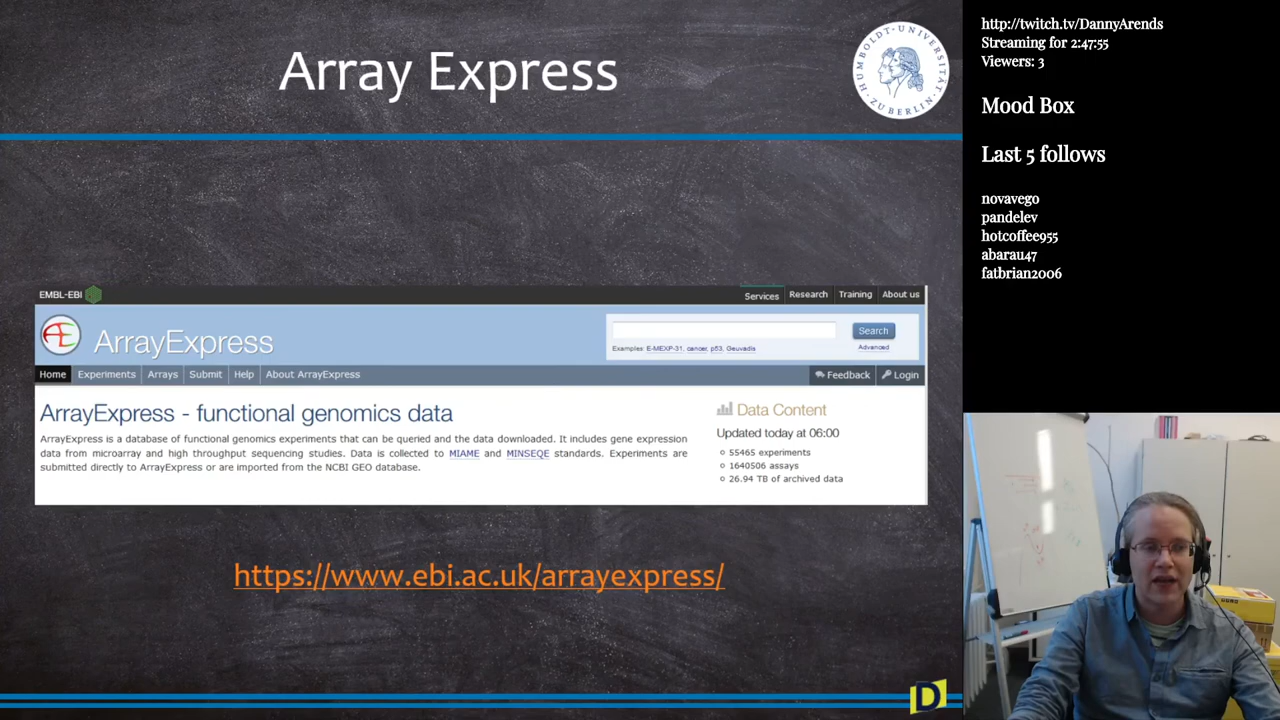 Array Express
HUMBOLDT-UNIVERSITÄT
ZU BERLIN
EMBL-EBI
Services Research Training About us
ArrayExpress
Search
Examples: E-MEXP-31, cancer, p53, Geuvadis
Advanced
Home Experiments Arrays Submit Help About ArrayExpress
Feedback Login
ArrayExpress - functional genomics data
ArrayExpress is a database of functional genomics experiments that can be queried and the data downloaded. It includes gene expression
data from microarray and high throughput sequencing studies. Data is collected to MIAME and MINSEQE standards. Experiments are
submitted directly to ArrayExpress or are imported from the NCBI GEO database.
Data Content
Updated today at 06:00
55465 experiments
1640506 assays
26.94 TB of archived data
https://www.ebi.ac.uk/arrayexpress/
D
http://twitch.tv/DannyArends
Streaming for 2:47:55
Viewers: 3
Mood Box
Last 5 follows
novavego
pandelev
hotcoffee955
abarau47
fatbrian2006